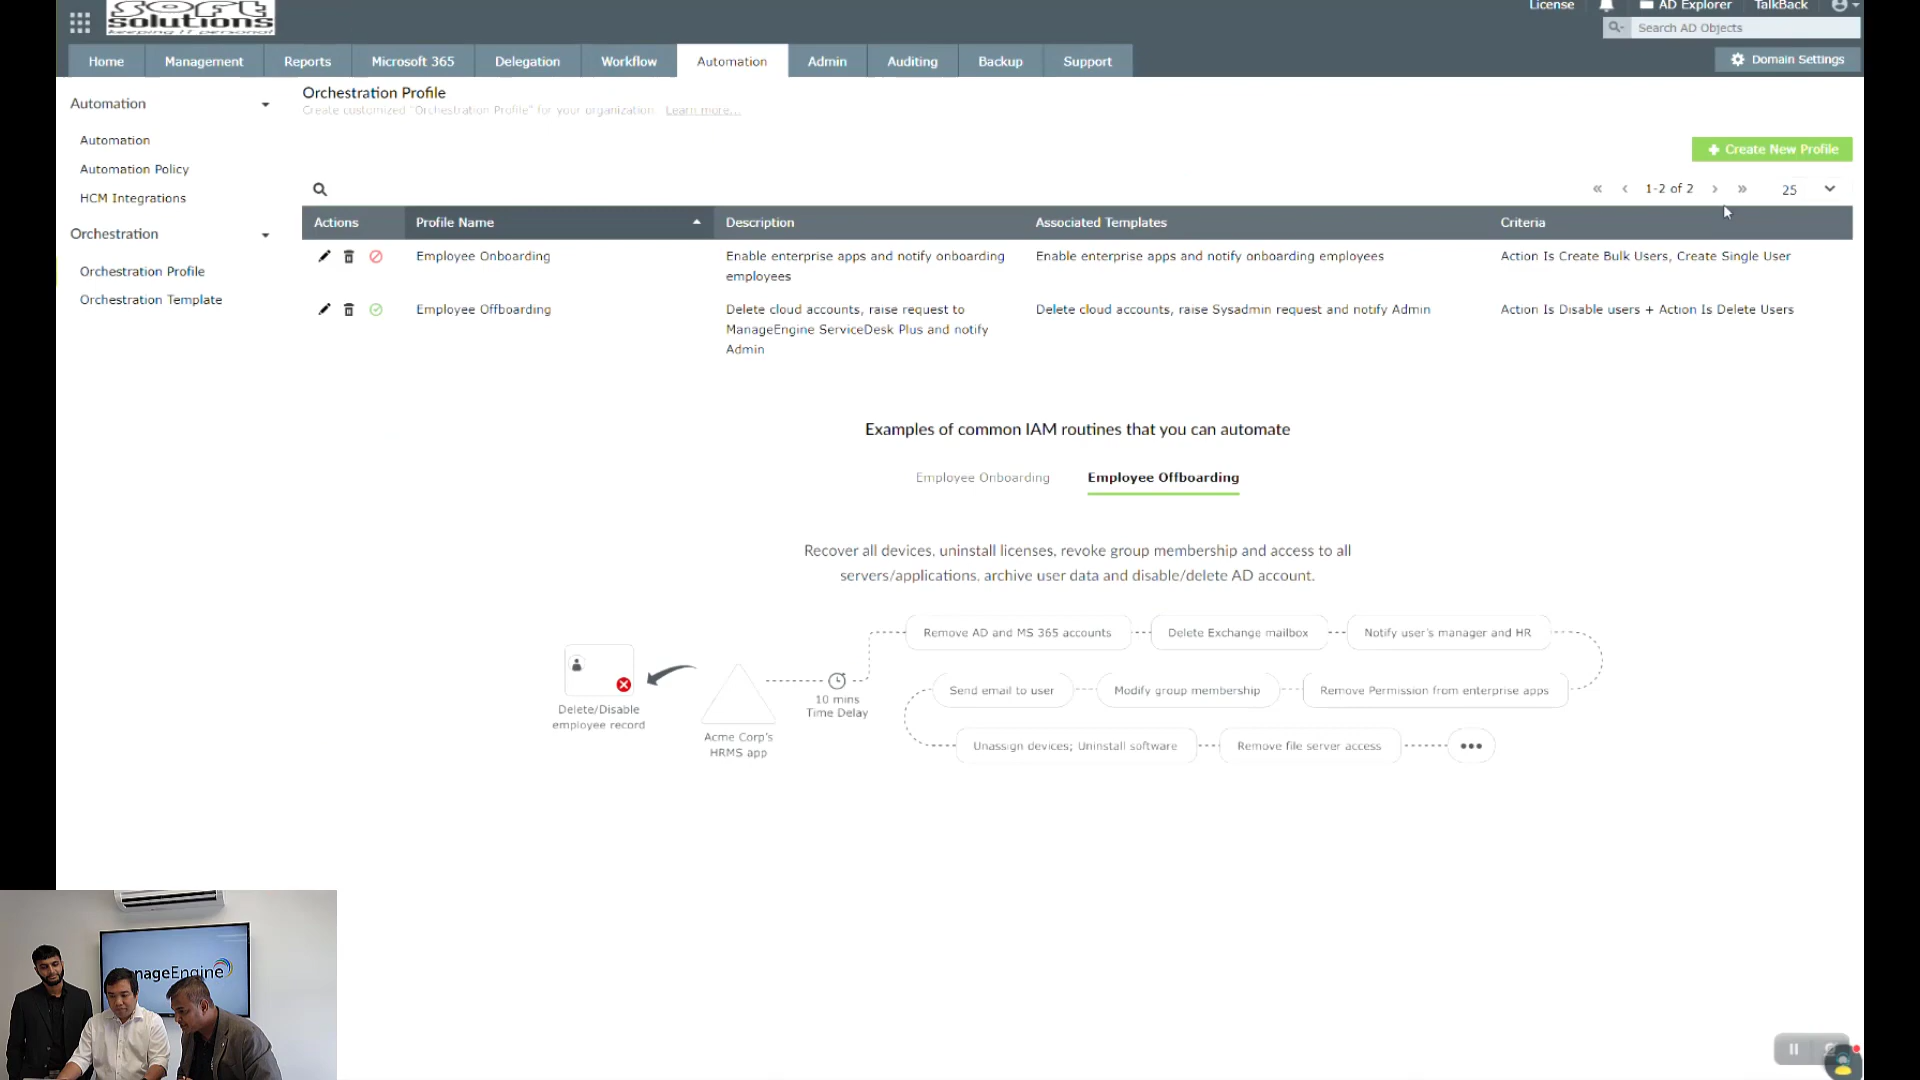 soft
solutions
keeping IT personal
License
AD Explorer
TalkBack
Search AD Objects
Home
Management
Reports
Microsoft 365
Delegation
Workflow
Automation
Admin
Auditing
Backup
Support
Domain Settings
Automation
Automation
Automation Policy
HCM Integrations
Orchestration
Orchestration Profile
Orchestration Template
Orchestration Profile
Create customized "Orchestration Profile" for your organization. Learn more...
Create New Profile
1-2 of 2
25
Actions
Profile Name
Description
Associated Templates
Criteria
Employee Onboarding
Enable enterprise apps and notify onboarding
employees
Enable enterprise apps and notify onboarding employees
Action Is Create Bulk Users, Create Single User
Employee Offboarding
Delete cloud accounts, raise request to
ManageEngine ServiceDesk Plus and notify
Admin
Delete cloud accounts, raise Sysadmin request and notify Admin
Action Is Disable users + Action Is Delete Users
Examples of common IAM routines that you can automate
Employee Onboarding
Employee Offboarding
Recover all devices, uninstall licenses, revoke group membership and access to all
servers/applications, archive user data and disable/delete AD account.
Delete/Disable
employee record
Acme Corp's
HRMS app
10 mins
Time Delay
Remove AD and MS 365 accounts
Delete Exchange mailbox
Notify user's manager and HR
Send email to user
Modify group membership
Remove Permission from enterprise apps
Unassign devices; Uninstall software
Remove file server access
nageEngine